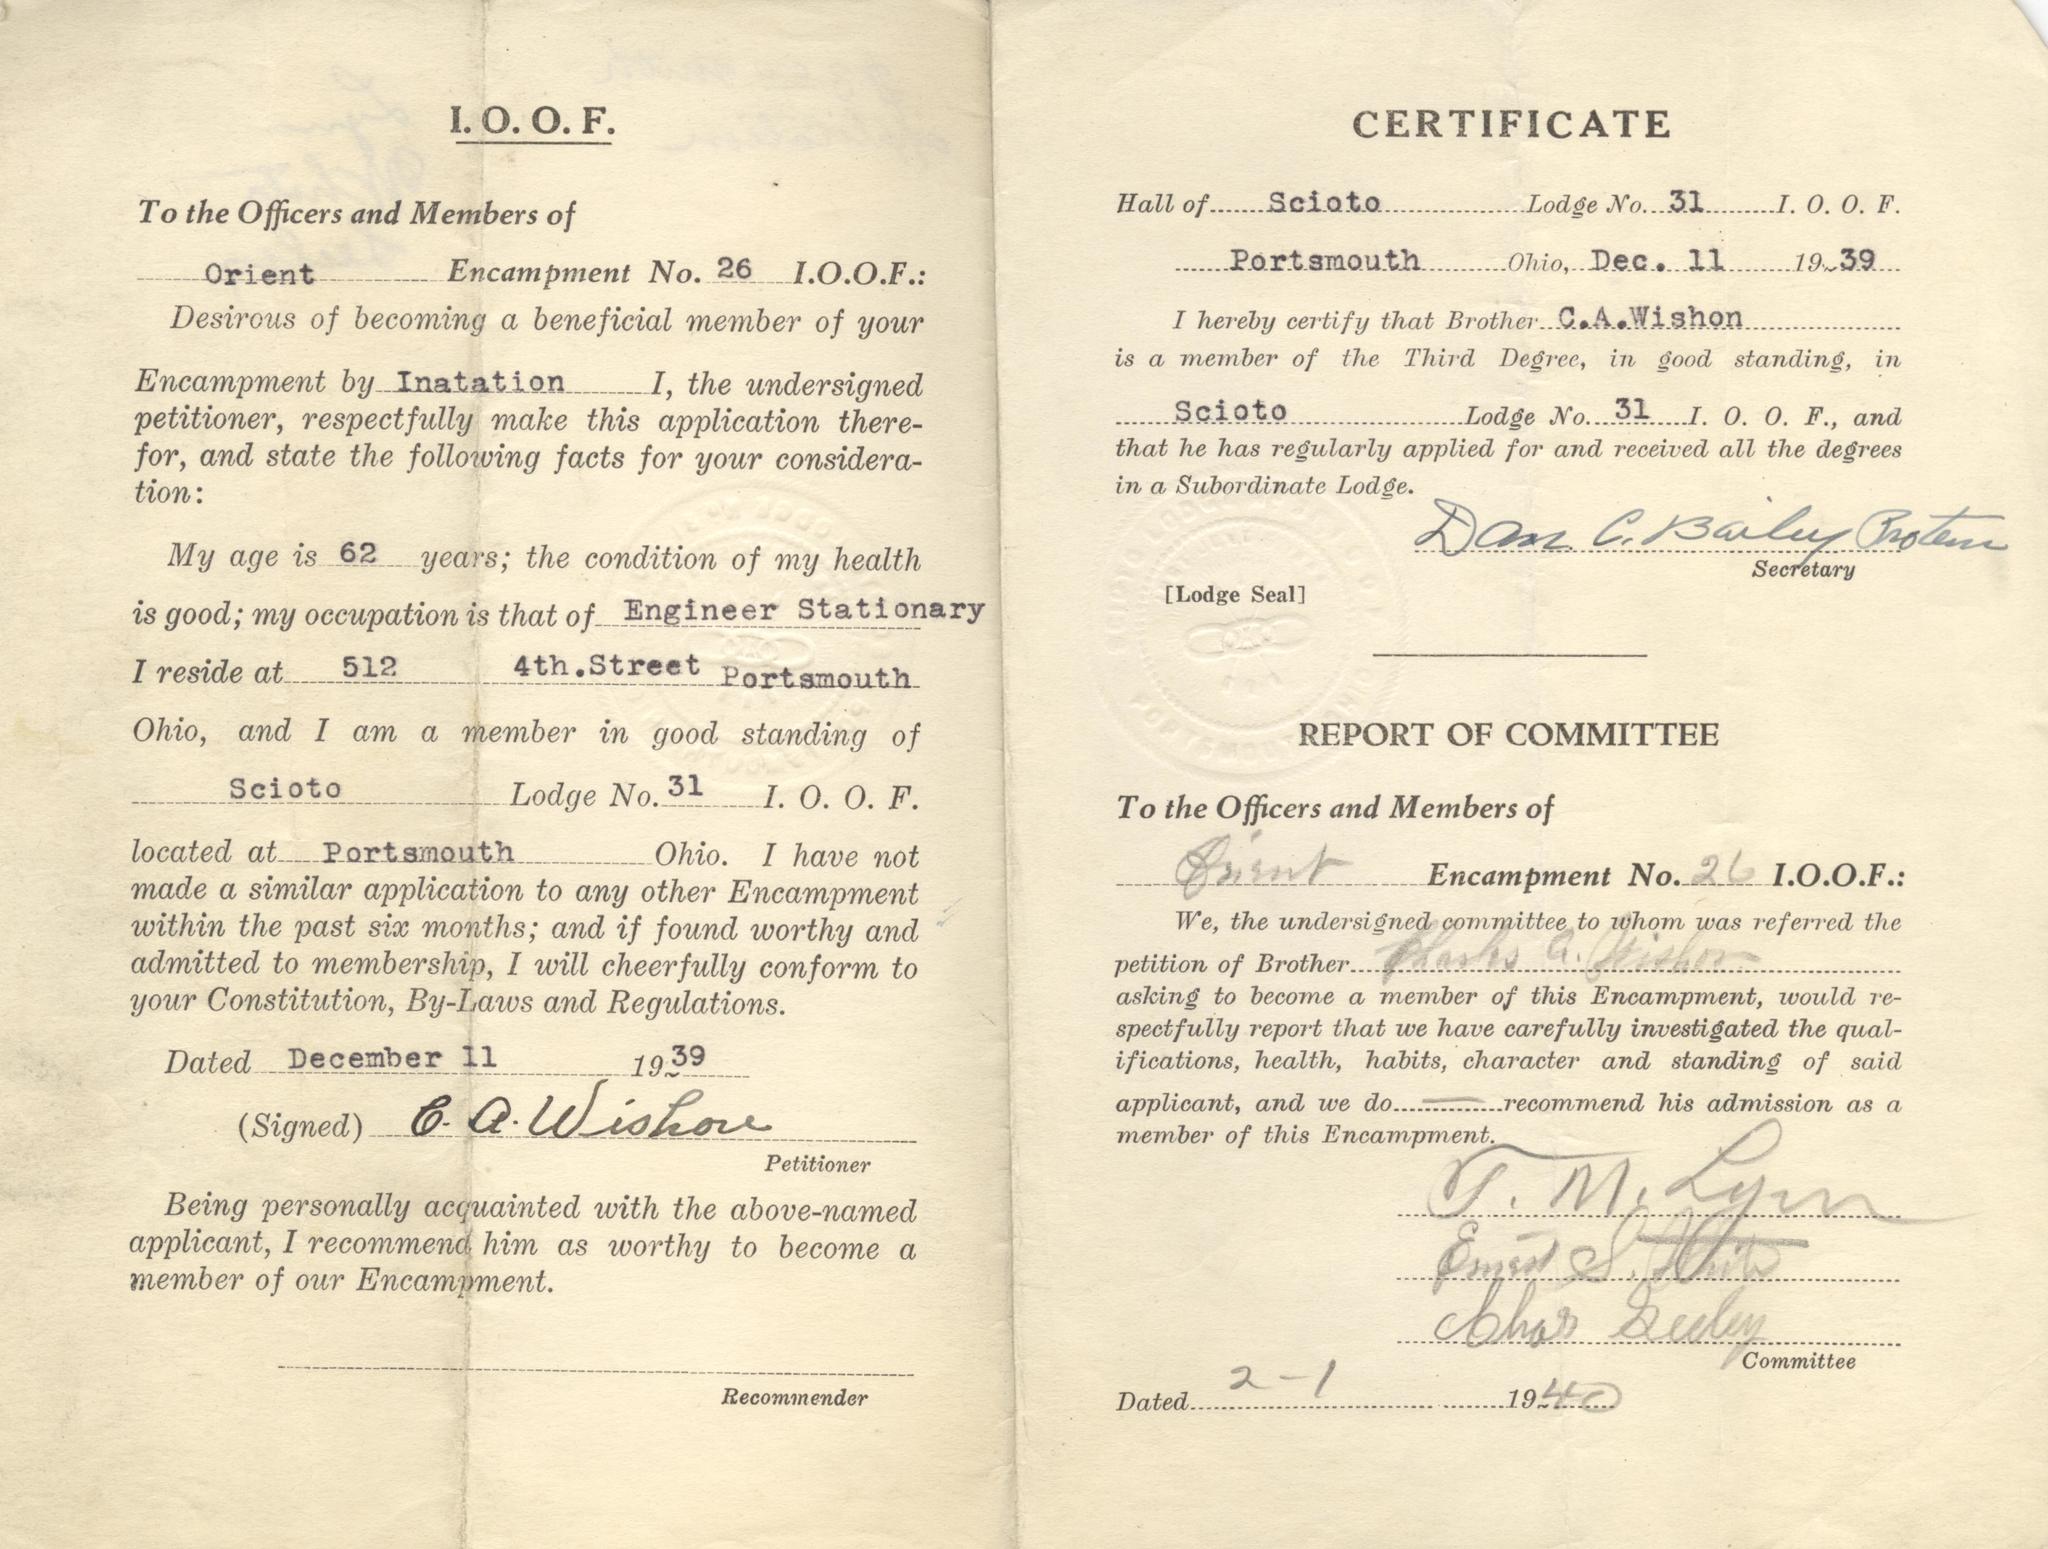 I.O.O.F.
To the Officers and Members of
Orient Encampment No. 26 I.O.O.F.:
Desirous of becoming a beneficial member of your
Encampment by Inatation I, the undersigned
petitioner, respectfully make this application there-
for, and state the following facts for your considera-
tion:
My age is 62 years; the condition of my health
is good; my occupation is that of Engineer Stationary
I reside at 512 4th.Street Portsmouth
Ohio, and I am a member in good standing of
Scioto Lodge No. 31 I. O. O. F.
located at Portsmouth Ohio. I have not
made a similar application to any other Encampment
within the past six months; and if found worthy and
admitted to membership, I will cheerfully conform to
your Constitution, By-Laws and Regulations.
Dated December 11 1939
(Signed) C. A. Wishon
Petitioner
Being personally acquainted with the above-named
applicant, I recommend him as worthy to become a
member of our Encampment.
Recommender
CERTIFICATE
Hall of Scioto Lodge No. 31 I. O. O. F.
Portsmouth Ohio, Dec. 11 1939
I hereby certify that Brother C.A.Wishon
is a member of the Third Degree, in good standing, in
Scioto Lodge No. 31 I. O. O. F., and
that he has regularly applied for and received all the degrees
in a Subordinate Lodge.
Dan C. Bailey Protem
Secretary
[Lodge Seal]
REPORT OF COMMITTEE
To the Officers and Members of
Orient Encampment No. 26 I.O.O.F.:
We, the undersigned committee to whom was referred the
petition of Brother Charles A. Wishon
asking to become a member of this Encampment, would re-
spectfully report that we have carefully investigated the qual-
ifications, health, habits, character and standing of said
applicant, and we do recommend his admission as a
member of this Encampment.
T. M. Lynn
Ernest S. White
Chas Seeley
Committee
Dated 2-1 1940